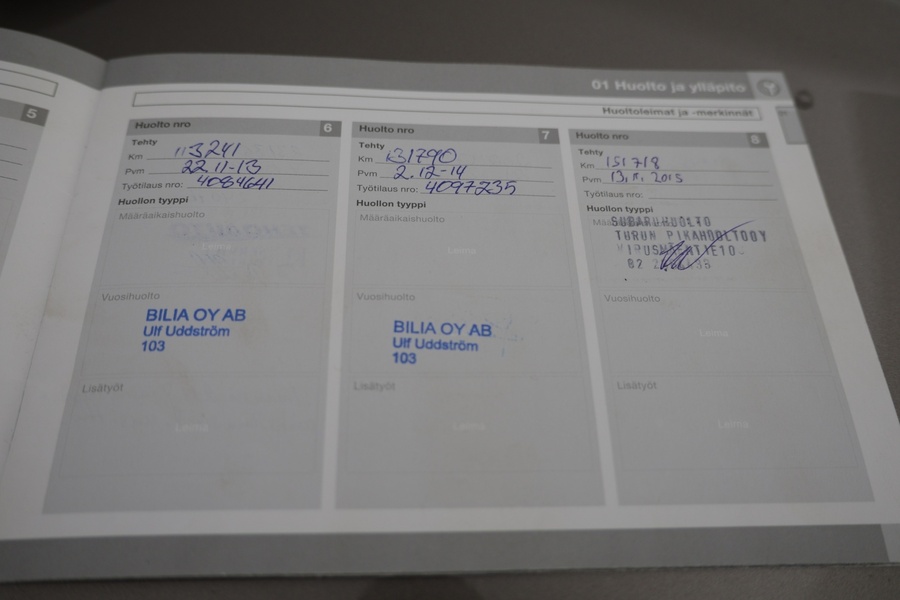 01 Huolto ja ylläpito
Huoltoleimat ja -merkinnät
5
Huolto nro 6
Tehty
Km 113241
Pvm 22.11-13
Työtilaus nro: 4084641
Huollon tyyppi
Määräaikaishuolto
Leima
Vuosihuolto
BILIA OY AB
Ulf Uddström
103
Lisätyöt
Leima
Huolto nro 7
Tehty
Km 131790
Pvm 2.12-14
Työtilaus nro: 4097235
Huollon tyyppi
Määräaikaishuolto
Leima
Vuosihuolto
BILIA OY AB
Ulf Uddström
103
Lisätyöt
Leima
Huolto nro 8
Tehty
Km 151718
Pvm 2015
Työtilaus nro:
Huollon tyyppi
SUBARUHUOLTO
TURUN PIKAHUOLTO OY
02
Vuosihuolto
Leima
Lisätyöt
Leima